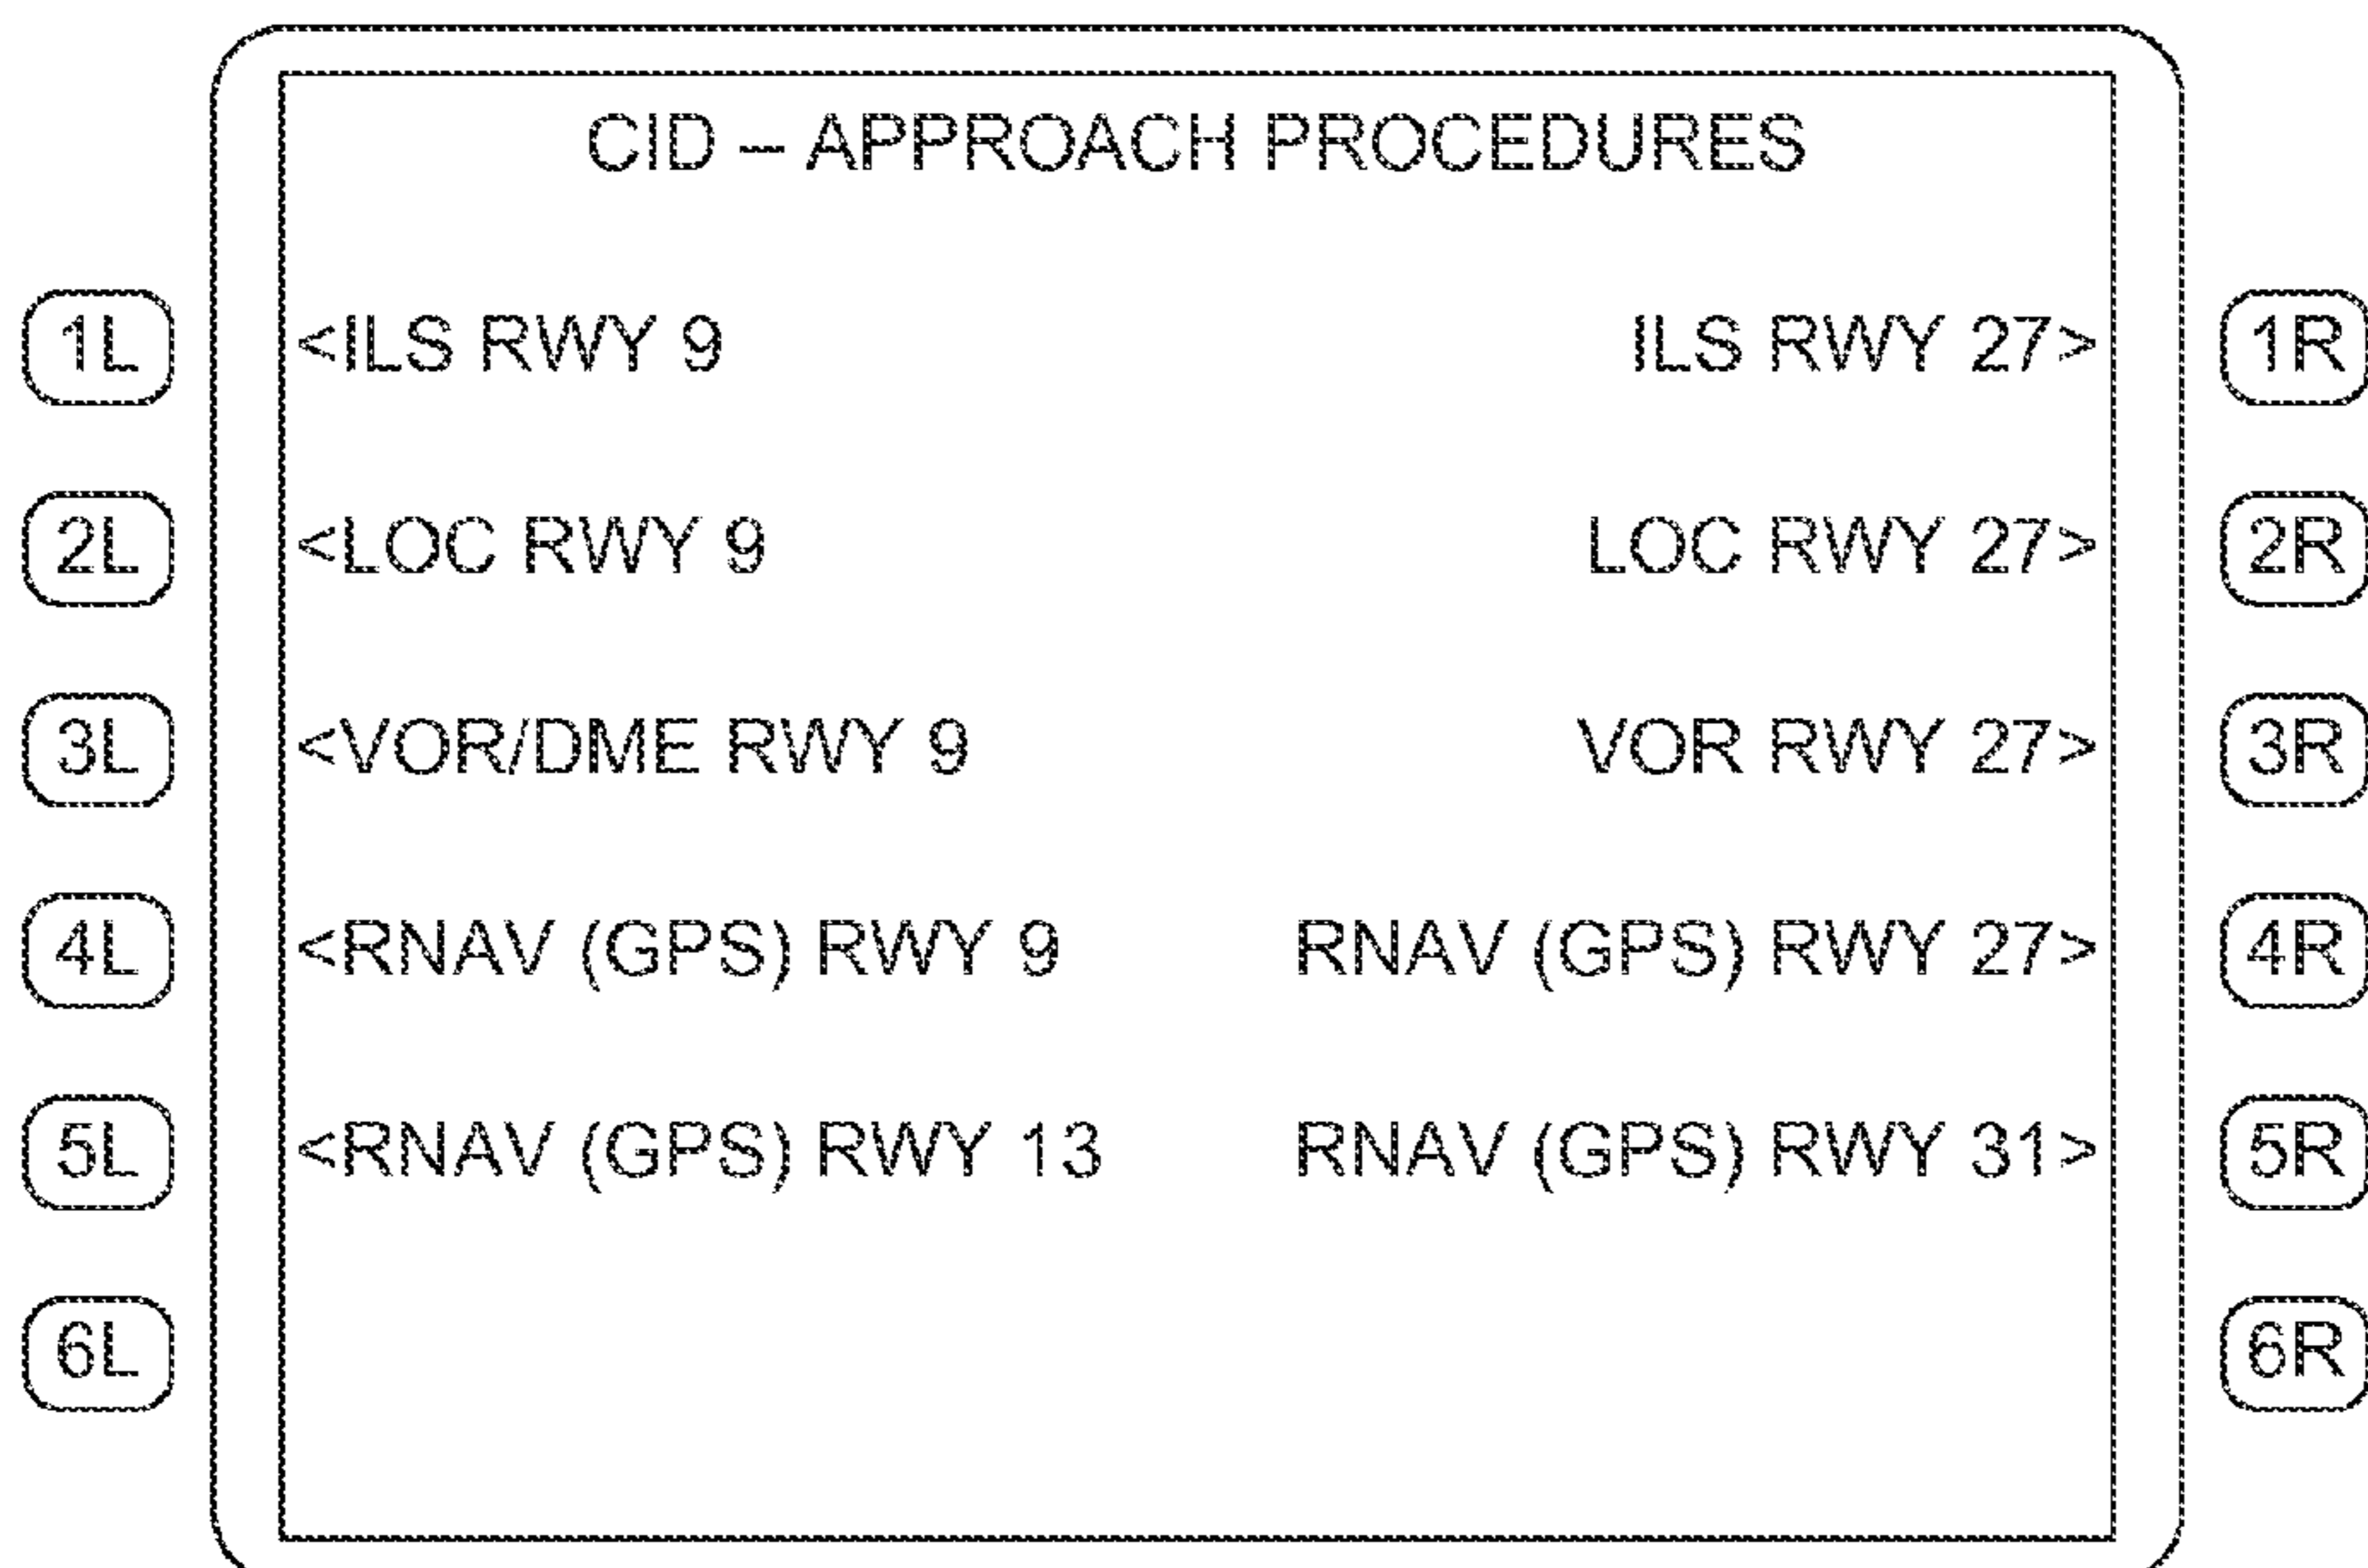 CID – APPROACH PROCEDURES
1L <ILS RWY 9 ILS RWY 27> 1R
2L <LOC RWY 9 LOC RWY 27> 2R
3L <VOR/DME RWY 9 VOR RWY 27> 3R
4L <RNAV (GPS) RWY 9 RNAV (GPS) RWY 27> 4R
5L <RNAV (GPS) RWY 13 RNAV (GPS) RWY 31> 5R
6L 6R